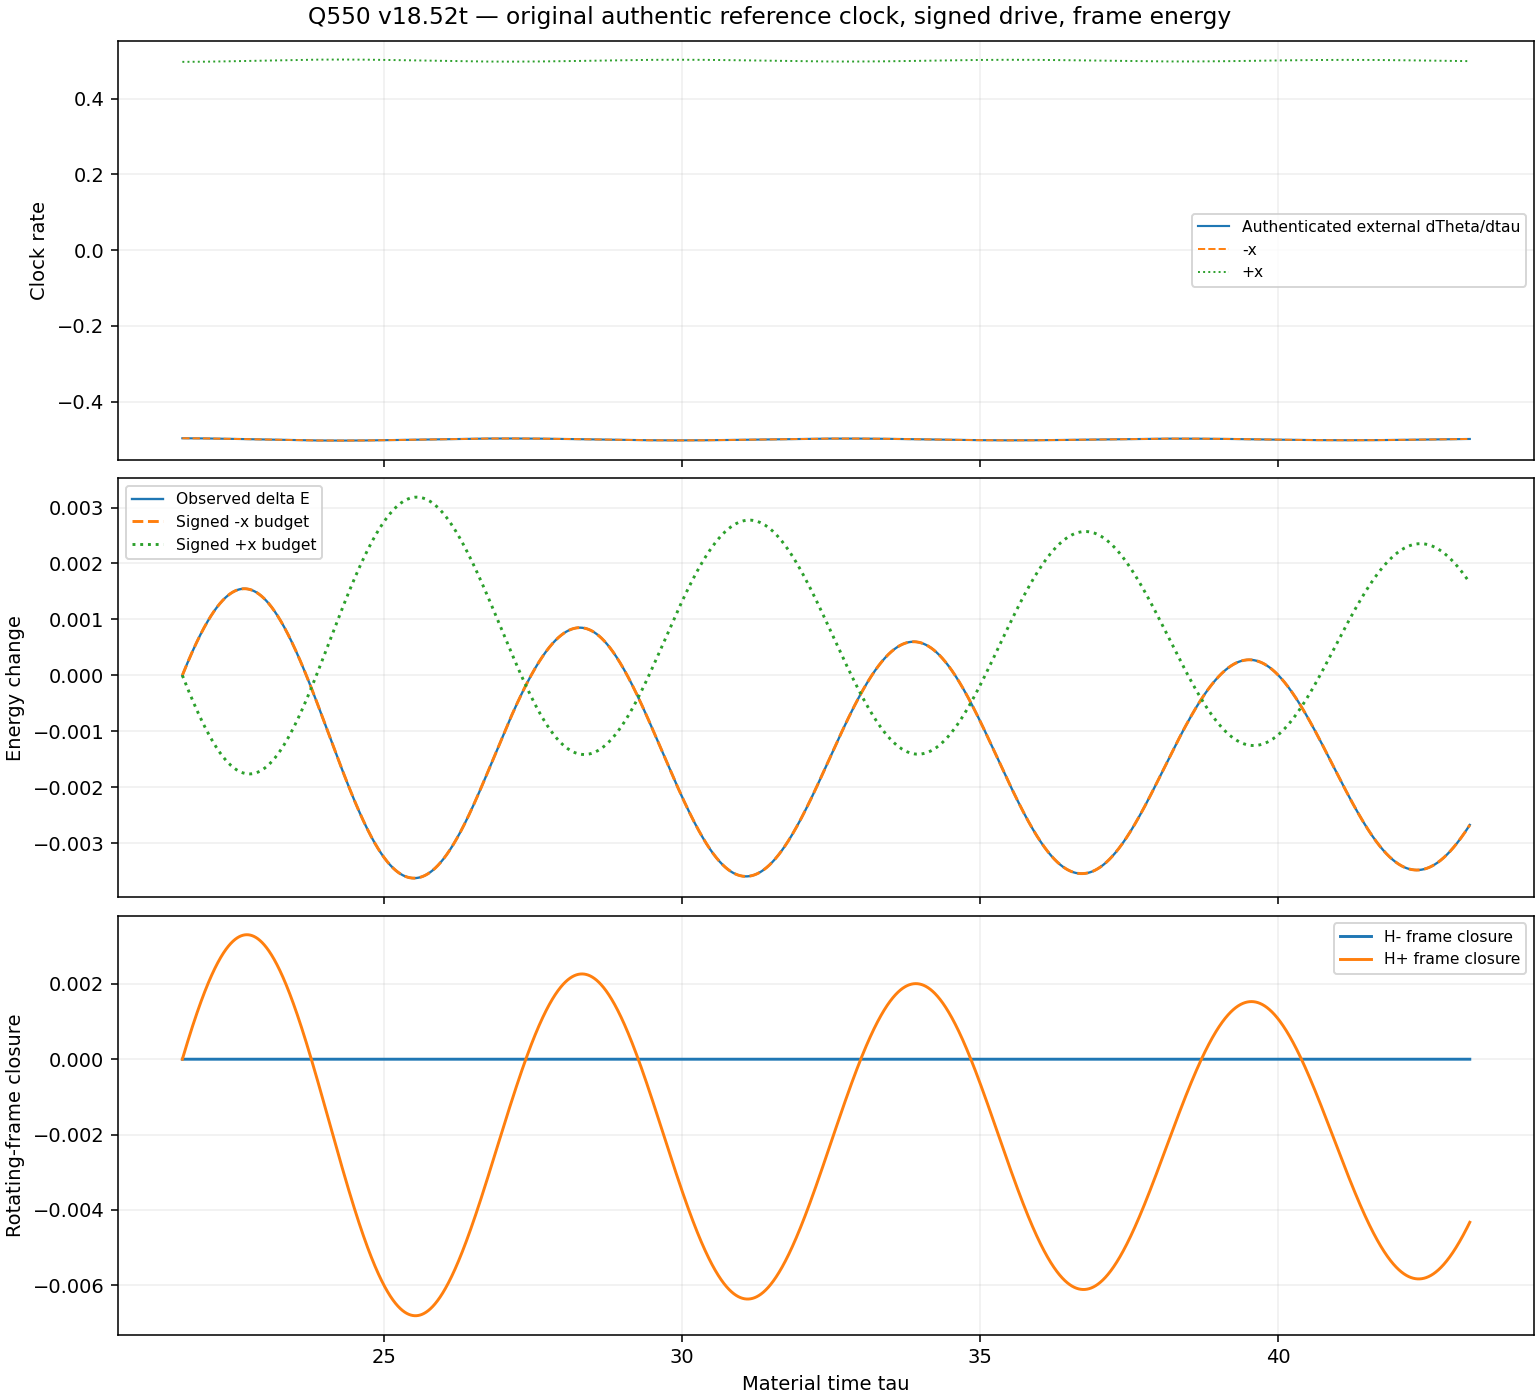 Q550 v18.52t — original authentic reference clock, signed drive, frame energy
Clock rate
0.4
0.2
0.0
−0.2
−0.4
Authenticated external dTheta/dtau
-x
+x
Energy change
0.003
0.002
0.001
0.000
−0.001
−0.002
−0.003
Observed delta E
Signed -x budget
Signed +x budget
Rotating-frame closure
0.002
0.000
−0.002
−0.004
−0.006
H- frame closure
H+ frame closure
25
30
35
40
Material time tau